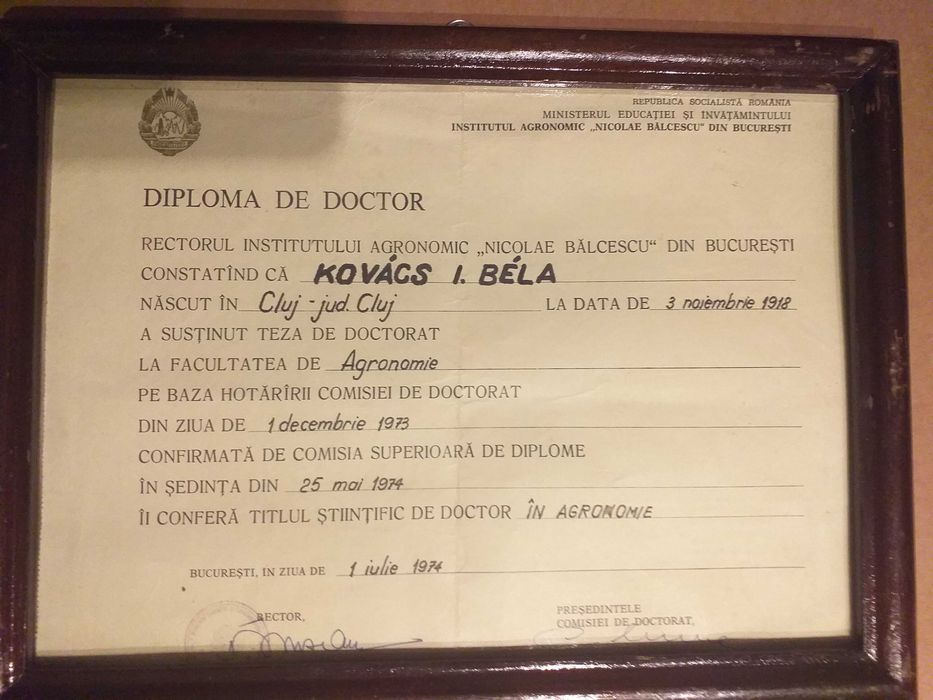 REPUBLICA SOCIALISTĂ ROMÂNIA
MINISTERUL EDUCAȚIEI ȘI INVĂȚĂMINTULUI
INSTITUTUL AGRONOMIC „NICOLAE BĂLCESCU" DIN BUCUREȘTI
DIPLOMA DE DOCTOR
RECTORUL INSTITUTULUI AGRONOMIC „NICOLAE BĂLCESCU" DIN BUCUREȘTI
CONSTATÎND CĂ KOVÁCS I. BÉLA
NĂSCUT ÎN Cluj - jud. Cluj LA DATA DE 3 noiembrie 1918
A SUSȚINUT TEZA DE DOCTORAT
LA FACULTATEA DE Agronomie
PE BAZA HOTĂRÎRII COMISIEI DE DOCTORAT
DIN ZIUA DE 1 decembrie 1973
CONFIRMATĂ DE COMISIA SUPERIOARĂ DE DIPLOME
ÎN ȘEDINȚA DIN 25 mai 1974
ÎI CONFERĂ TITLUL ȘTIINȚIFIC DE DOCTOR ÎN AGRONOMIE
BUCUREȘTI, IN ZIUA DE 1 iulie 1974
RECTOR,
PREȘEDINTELE
COMISIEI DE DOCTORAT,